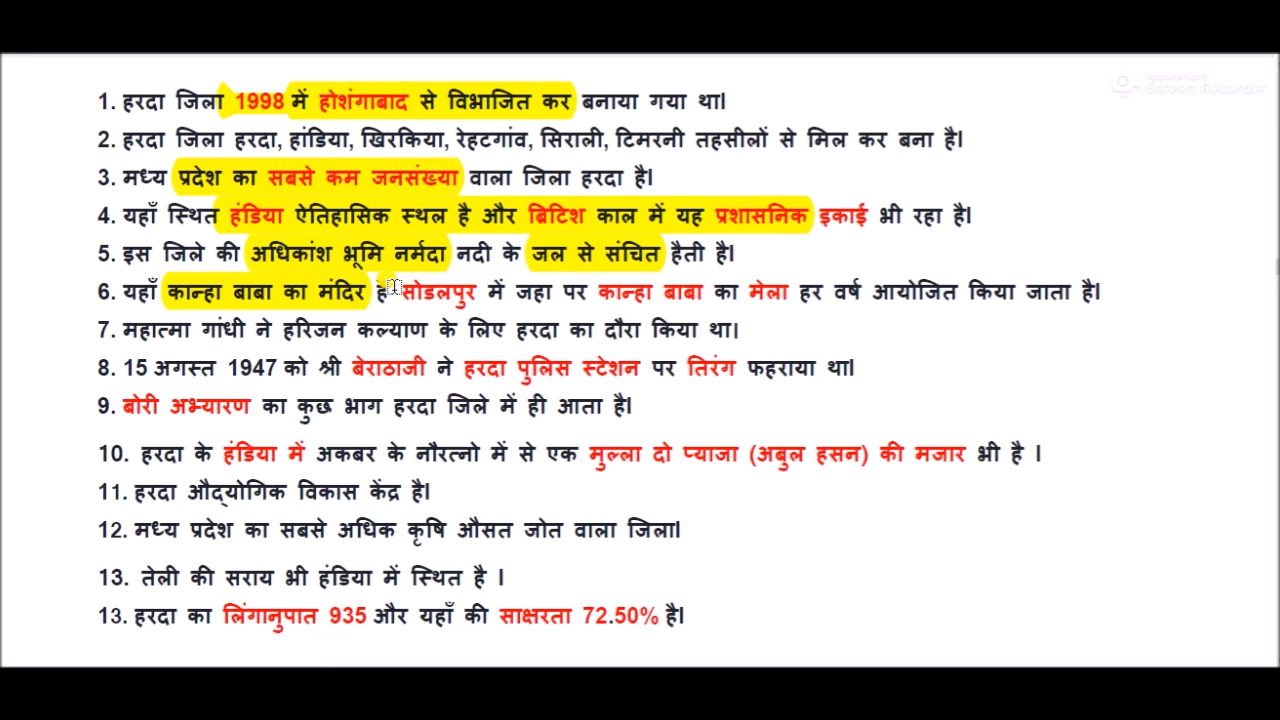 1. हरदा जिला 1998 में होशंगाबाद से विभाजित कर बनाया गया था।
2. हरदा जिला हरदा, हांडिया, खिरकिया, रेहटगांव, सिराली, टिमरनी तहसीलों से मिल कर बना है।
3. मध्य प्रदेश का सबसे कम जनसंख्या वाला जिला हरदा है।
4. यहाँ स्थित हंडिया ऐतिहासिक स्थल है और ब्रिटिश काल में यह प्रशासनिक इकाई भी रहा है।
5. इस जिले की अधिकांश भूमि नर्मदा नदी के जल से संचित हैती है।
6. यहाँ कान्हा बाबा का मंदिर है सोडलपुर में जहा पर कान्हा बाबा का मेला हर वर्ष आयोजित किया जाता है।
7. महात्मा गांधी ने हरिजन कल्याण के लिए हरदा का दौरा किया था।
8. 15 अगस्त 1947 को श्री बेराठाजी ने हरदा पुलिस स्टेशन पर तिरंग फहराया था।
9. बोरी अभ्यारण का कुछ भाग हरदा जिले में ही आता है।
10. हरदा के हंडिया में अकबर के नौरत्नो में से एक मुल्ला दो प्याजा (अबुल हसन) की मजार भी है ।
11. हरदा औद्योगिक विकास केंद्र है।
12. मध्य प्रदेश का सबसे अधिक कृषि औसत जोत वाला जिला।
13. तेली की सराय भी हंडिया में स्थित है ।
13. हरदा का लिंगानुपात 935 और यहाँ की साक्षरता 72.50% है।
Screen Recorder